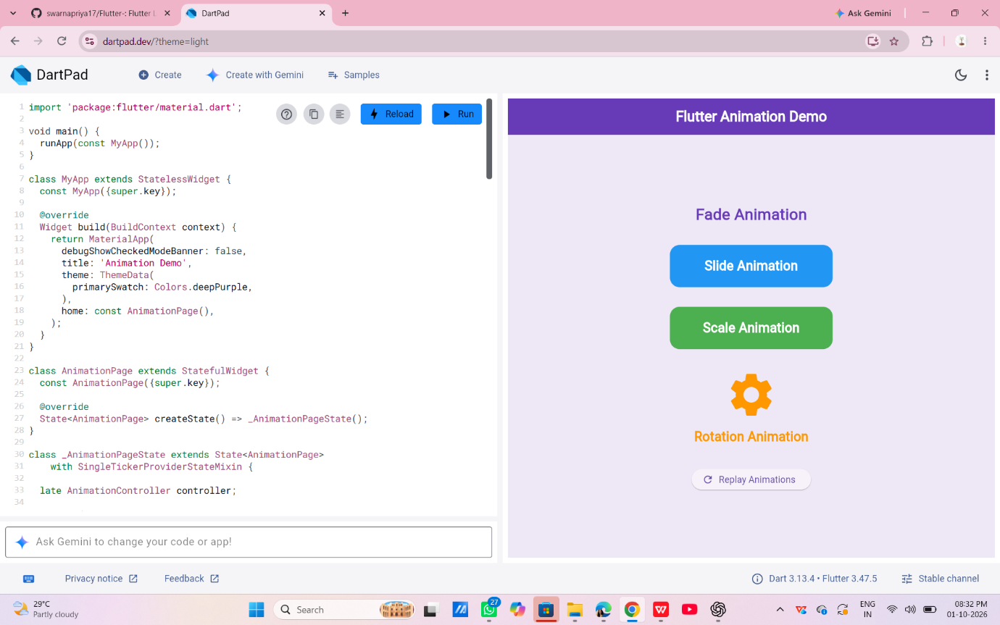 swarnapriya17/Flutter-: Flutter L
DartPad
Ask Gemini
dartpad.dev/?theme=light
DartPad
Create
Create with Gemini
Samples
Reload
Run
1 import 'package:flutter/material.dart';
2
3 void main() {
4   runApp(const MyApp());
5 }
6
7 class MyApp extends StatelessWidget {
8   const MyApp({super.key});
9
10   @override
11   Widget build(BuildContext context) {
12     return MaterialApp(
13       debugShowCheckedModeBanner: false,
14       title: 'Animation Demo',
15       theme: ThemeData(
16         primarySwatch: Colors.deepPurple,
17       ),
18       home: const AnimationPage(),
19     );
20   }
21 }
22
23 class AnimationPage extends StatefulWidget {
24   const AnimationPage({super.key});
25
26   @override
27   State<AnimationPage> createState() => _AnimationPageState();
28 }
29
30 class _AnimationPageState extends State<AnimationPage>
31     with SingleTickerProviderStateMixin {
32
33   late AnimationController controller;
34
Ask Gemini to change your code or app!
Flutter Animation Demo
Fade Animation
Slide Animation
Scale Animation
Rotation Animation
Replay Animations
Privacy notice
Feedback
Dart 3.13.4 • Flutter 3.47.5
Stable channel
29°C
Partly cloudy
Search
27
ENG
IN
08:32 PM
01-10-2026